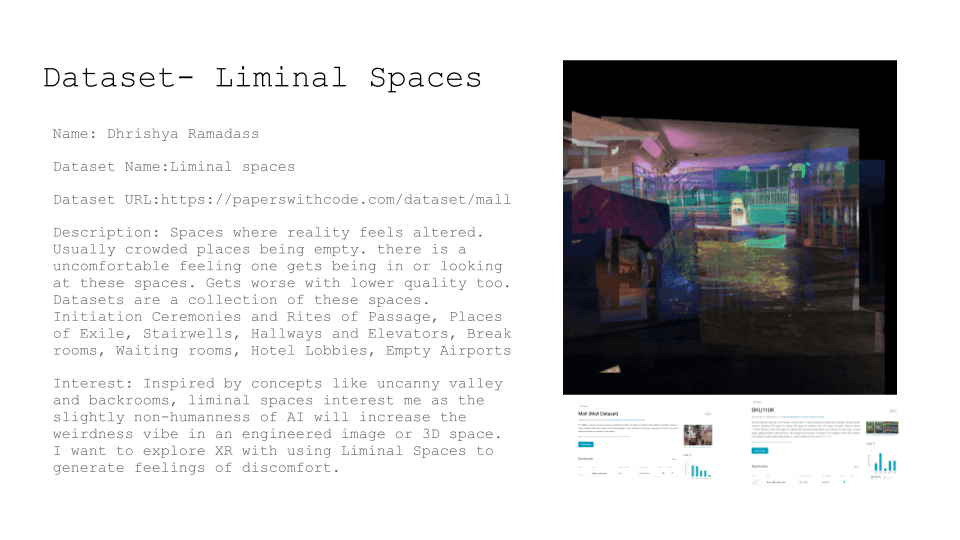 Dataset- Liminal Spaces
Name: Dhrishya Ramadass
Dataset Name:Liminal spaces
Dataset URL:https://paperswithcode.com/dataset/mall
Description: Spaces where reality feels altered.
Usually crowded places being empty. there is a
uncomfortable feeling one gets being in or looking
at these spaces. Gets worse with lower quality too.
Datasets are a collection of these spaces.
Initiation Ceremonies and Rites of Passage, Places
of Exile, Stairwells, Hallways and Elevators, Break
rooms, Waiting rooms, Hotel Lobbies, Empty Airports
Interest: Inspired by concepts like uncanny valley
and backrooms, liminal spaces interest me as the
slightly non-humanness of AI will increase the
weirdness vibe in an engineered image or 3D space.
I want to explore XR with using Liminal Spaces to
generate feelings of discomfort.
Mall (Mall Dataset)
Benchmarks
SKU110K
Benchmarks